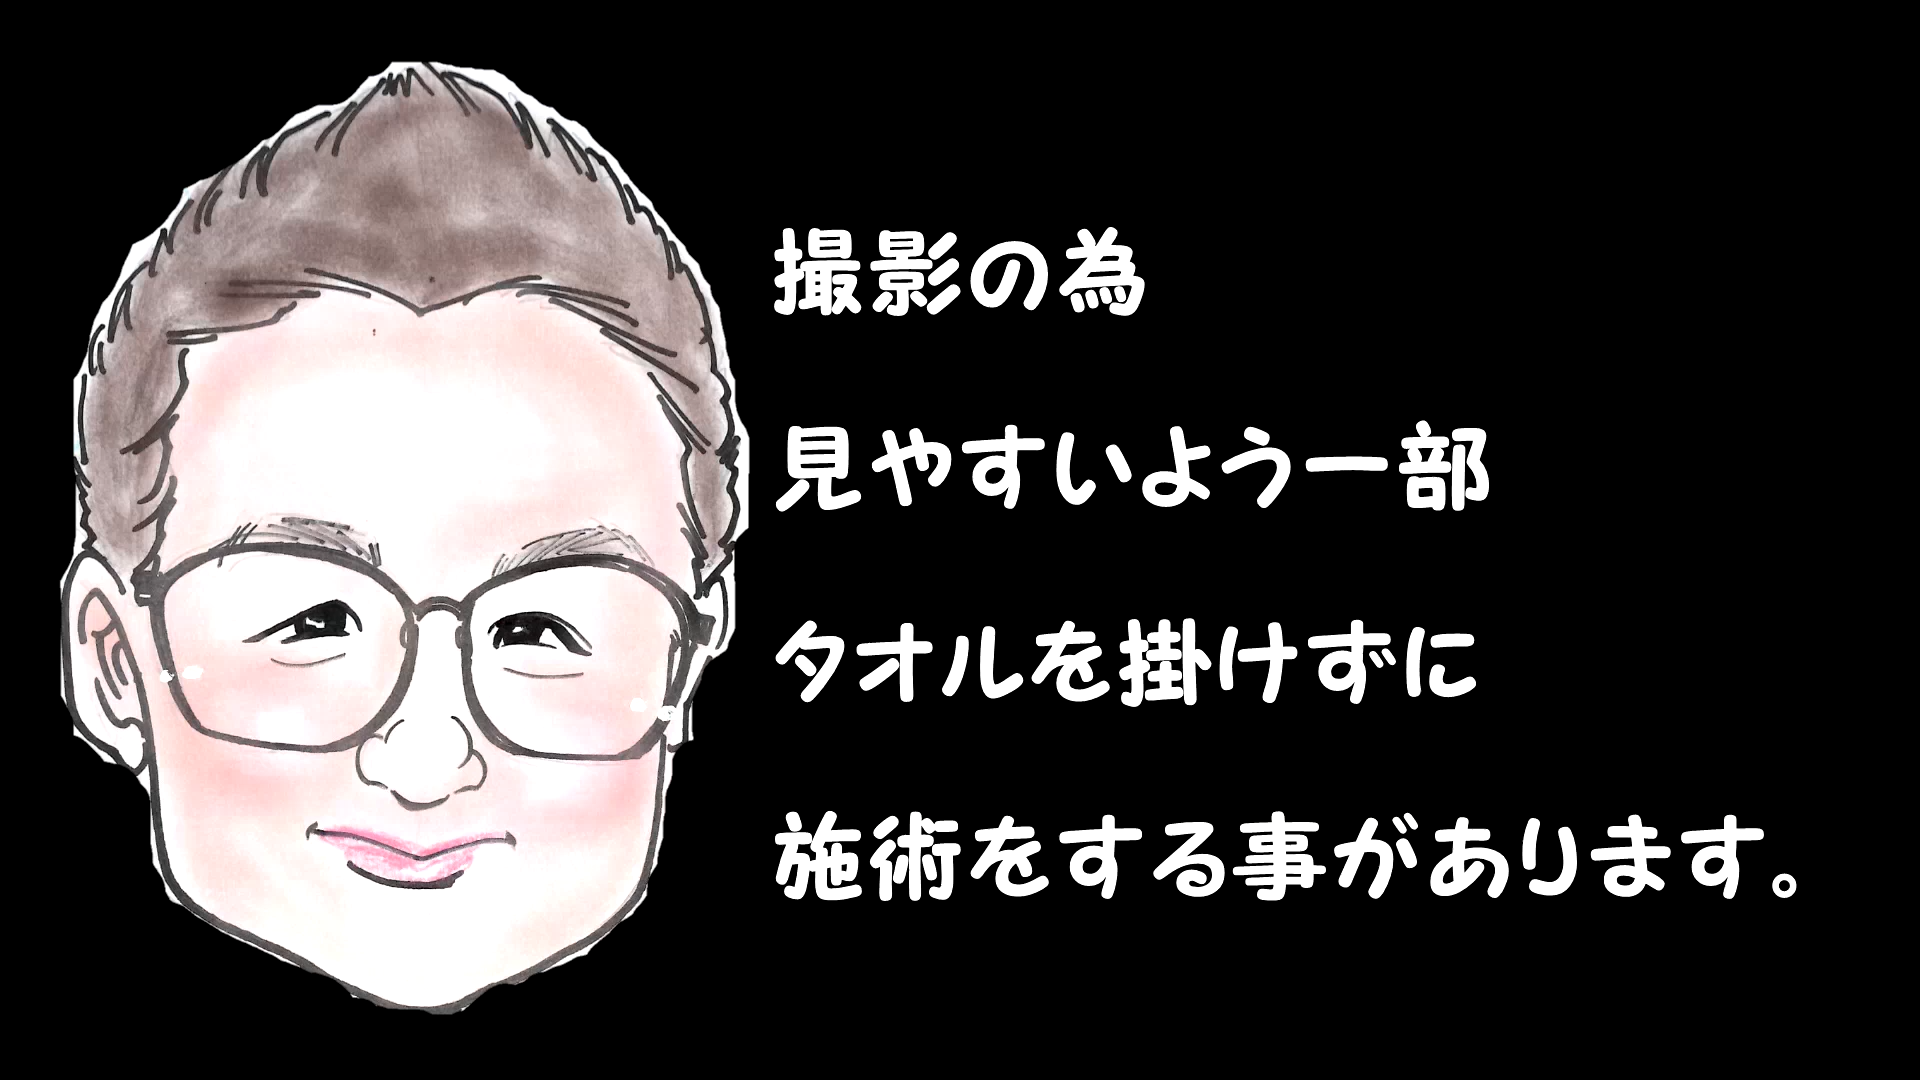 撮影の為
見やすいよう一部
タオルを掛けずに
施術をする事があります。